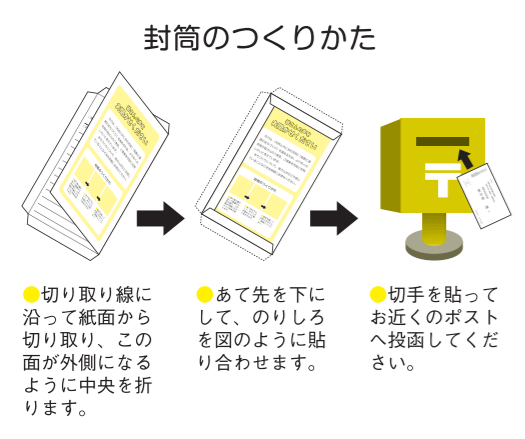 封筒のつくりかた
●切り取り線に
沿って紙面から
切り取り、この
面が外側になる
ように中央を折
ります。
●あて先を下に
して、のりしろ
を図のように貼
り合わせます。
●切手を貼って
お近くのポスト
へ投函してくだ
さい。